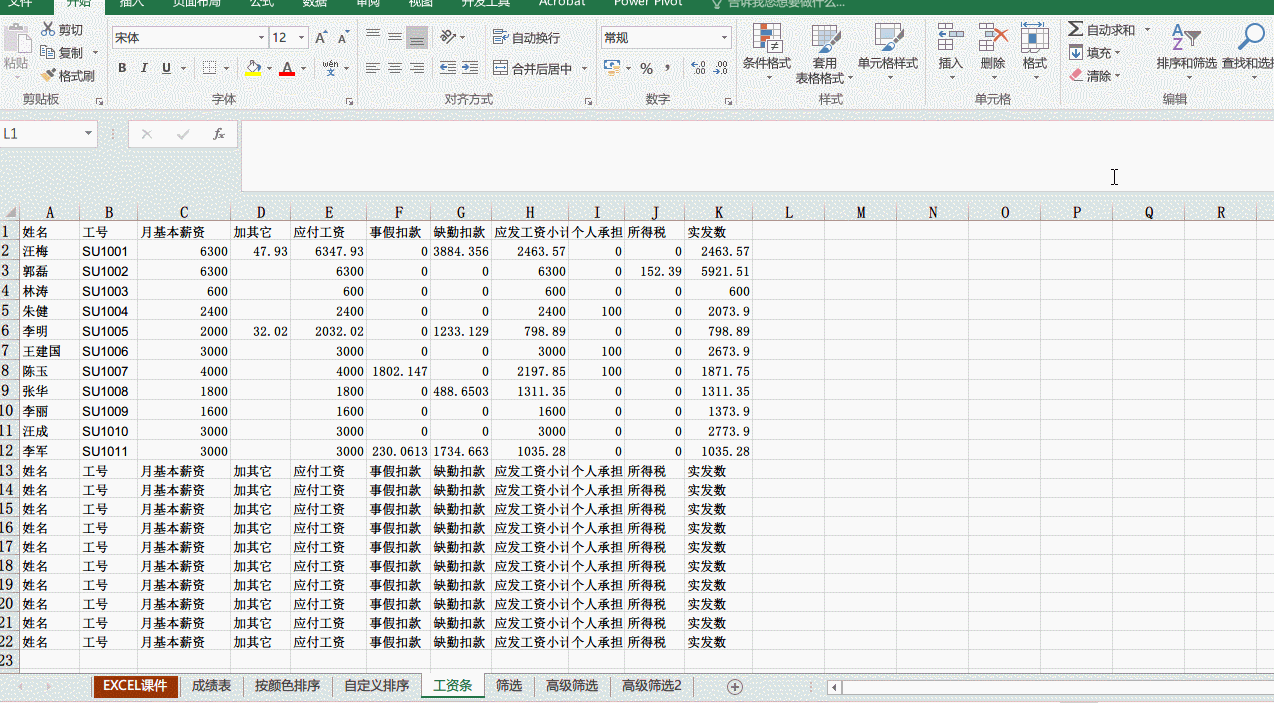 文件 开始 插入 页面布局 公式 数据 审阅 视图 开发工具 Acrobat Power Pivot 告诉我您想要做什么...
粘贴 剪切 复制 格式刷
宋体 12 A A
B I U A wén 文
自动换行
合并后居中
常规
% , .00
条件格式 套用 表格格式 单元格样式
插入 删除 格式
自动求和 填充 清除
排序和筛选 查找和选
剪贴板 字体 对齐方式 数字 样式 单元格 编辑
L1 fx
A B C D E F G H I J K L M N O P Q R
1 姓名 工号 月基本薪资 加其它 应付工资 事假扣款 缺勤扣款 应发工资小计 个人承担 所得税 实发数
2 汪梅 SU1001 6300 47.93 6347.93 0 3884.356 2463.57 0 0 2463.57
3 郭磊 SU1002 6300 6300 0 0 6300 0 152.39 5921.51
4 林涛 SU1003 600 600 0 0 600 0 0 600
5 朱健 SU1004 2400 2400 0 0 2400 100 0 2073.9
6 李明 SU1005 2000 32.02 2032.02 0 1233.129 798.89 0 0 798.89
7 王建国 SU1006 3000 3000 0 0 3000 100 0 2673.9
8 陈玉 SU1007 4000 4000 1802.147 0 2197.85 100 0 1871.75
9 张华 SU1008 1800 1800 0 488.6503 1311.35 0 0 1311.35
10 李丽 SU1009 1600 1600 0 0 1600 0 0 1373.9
11 汪成 SU1010 3000 3000 0 0 3000 0 0 2773.9
12 李军 SU1011 3000 3000 230.0613 1734.663 1035.28 0 0 1035.28
13 姓名 工号 月基本薪资 加其它 应付工资 事假扣款 缺勤扣款 应发工资小计 个人承担 所得税 实发数
14 姓名 工号 月基本薪资 加其它 应付工资 事假扣款 缺勤扣款 应发工资小计 个人承担 所得税 实发数
15 姓名 工号 月基本薪资 加其它 应付工资 事假扣款 缺勤扣款 应发工资小计 个人承担 所得税 实发数
16 姓名 工号 月基本薪资 加其它 应付工资 事假扣款 缺勤扣款 应发工资小计 个人承担 所得税 实发数
17 姓名 工号 月基本薪资 加其它 应付工资 事假扣款 缺勤扣款 应发工资小计 个人承担 所得税 实发数
18 姓名 工号 月基本薪资 加其它 应付工资 事假扣款 缺勤扣款 应发工资小计 个人承担 所得税 实发数
19 姓名 工号 月基本薪资 加其它 应付工资 事假扣款 缺勤扣款 应发工资小计 个人承担 所得税 实发数
20 姓名 工号 月基本薪资 加其它 应付工资 事假扣款 缺勤扣款 应发工资小计 个人承担 所得税 实发数
21 姓名 工号 月基本薪资 加其它 应付工资 事假扣款 缺勤扣款 应发工资小计 个人承担 所得税 实发数
22 姓名 工号 月基本薪资 加其它 应付工资 事假扣款 缺勤扣款 应发工资小计 个人承担 所得税 实发数
23
EXCEL课件 成绩表 按颜色排序 自定义排序 工资条 筛选 高级筛选 高级筛选2